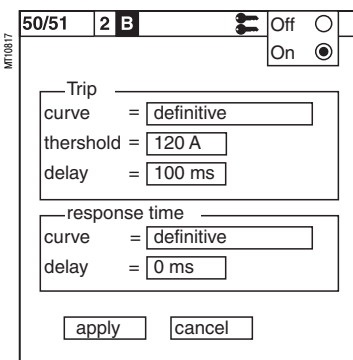 50/51 2 B Off
On
MT10817
Trip
curve = definitive
thershold = 120 A
delay = 100 ms
response time
curve = definitive
delay = 0 ms
apply cancel